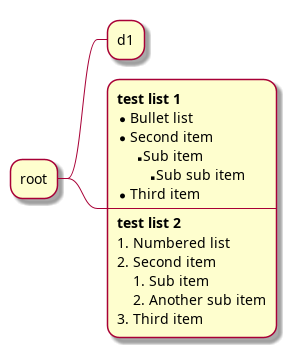 d1
root
test list 1
• Bullet list
• Second item
▪ Sub item
▪ Sub sub item
• Third item
test list 2
1. Numbered list
2. Second item
1. Sub item
2. Another sub item
3. Third item